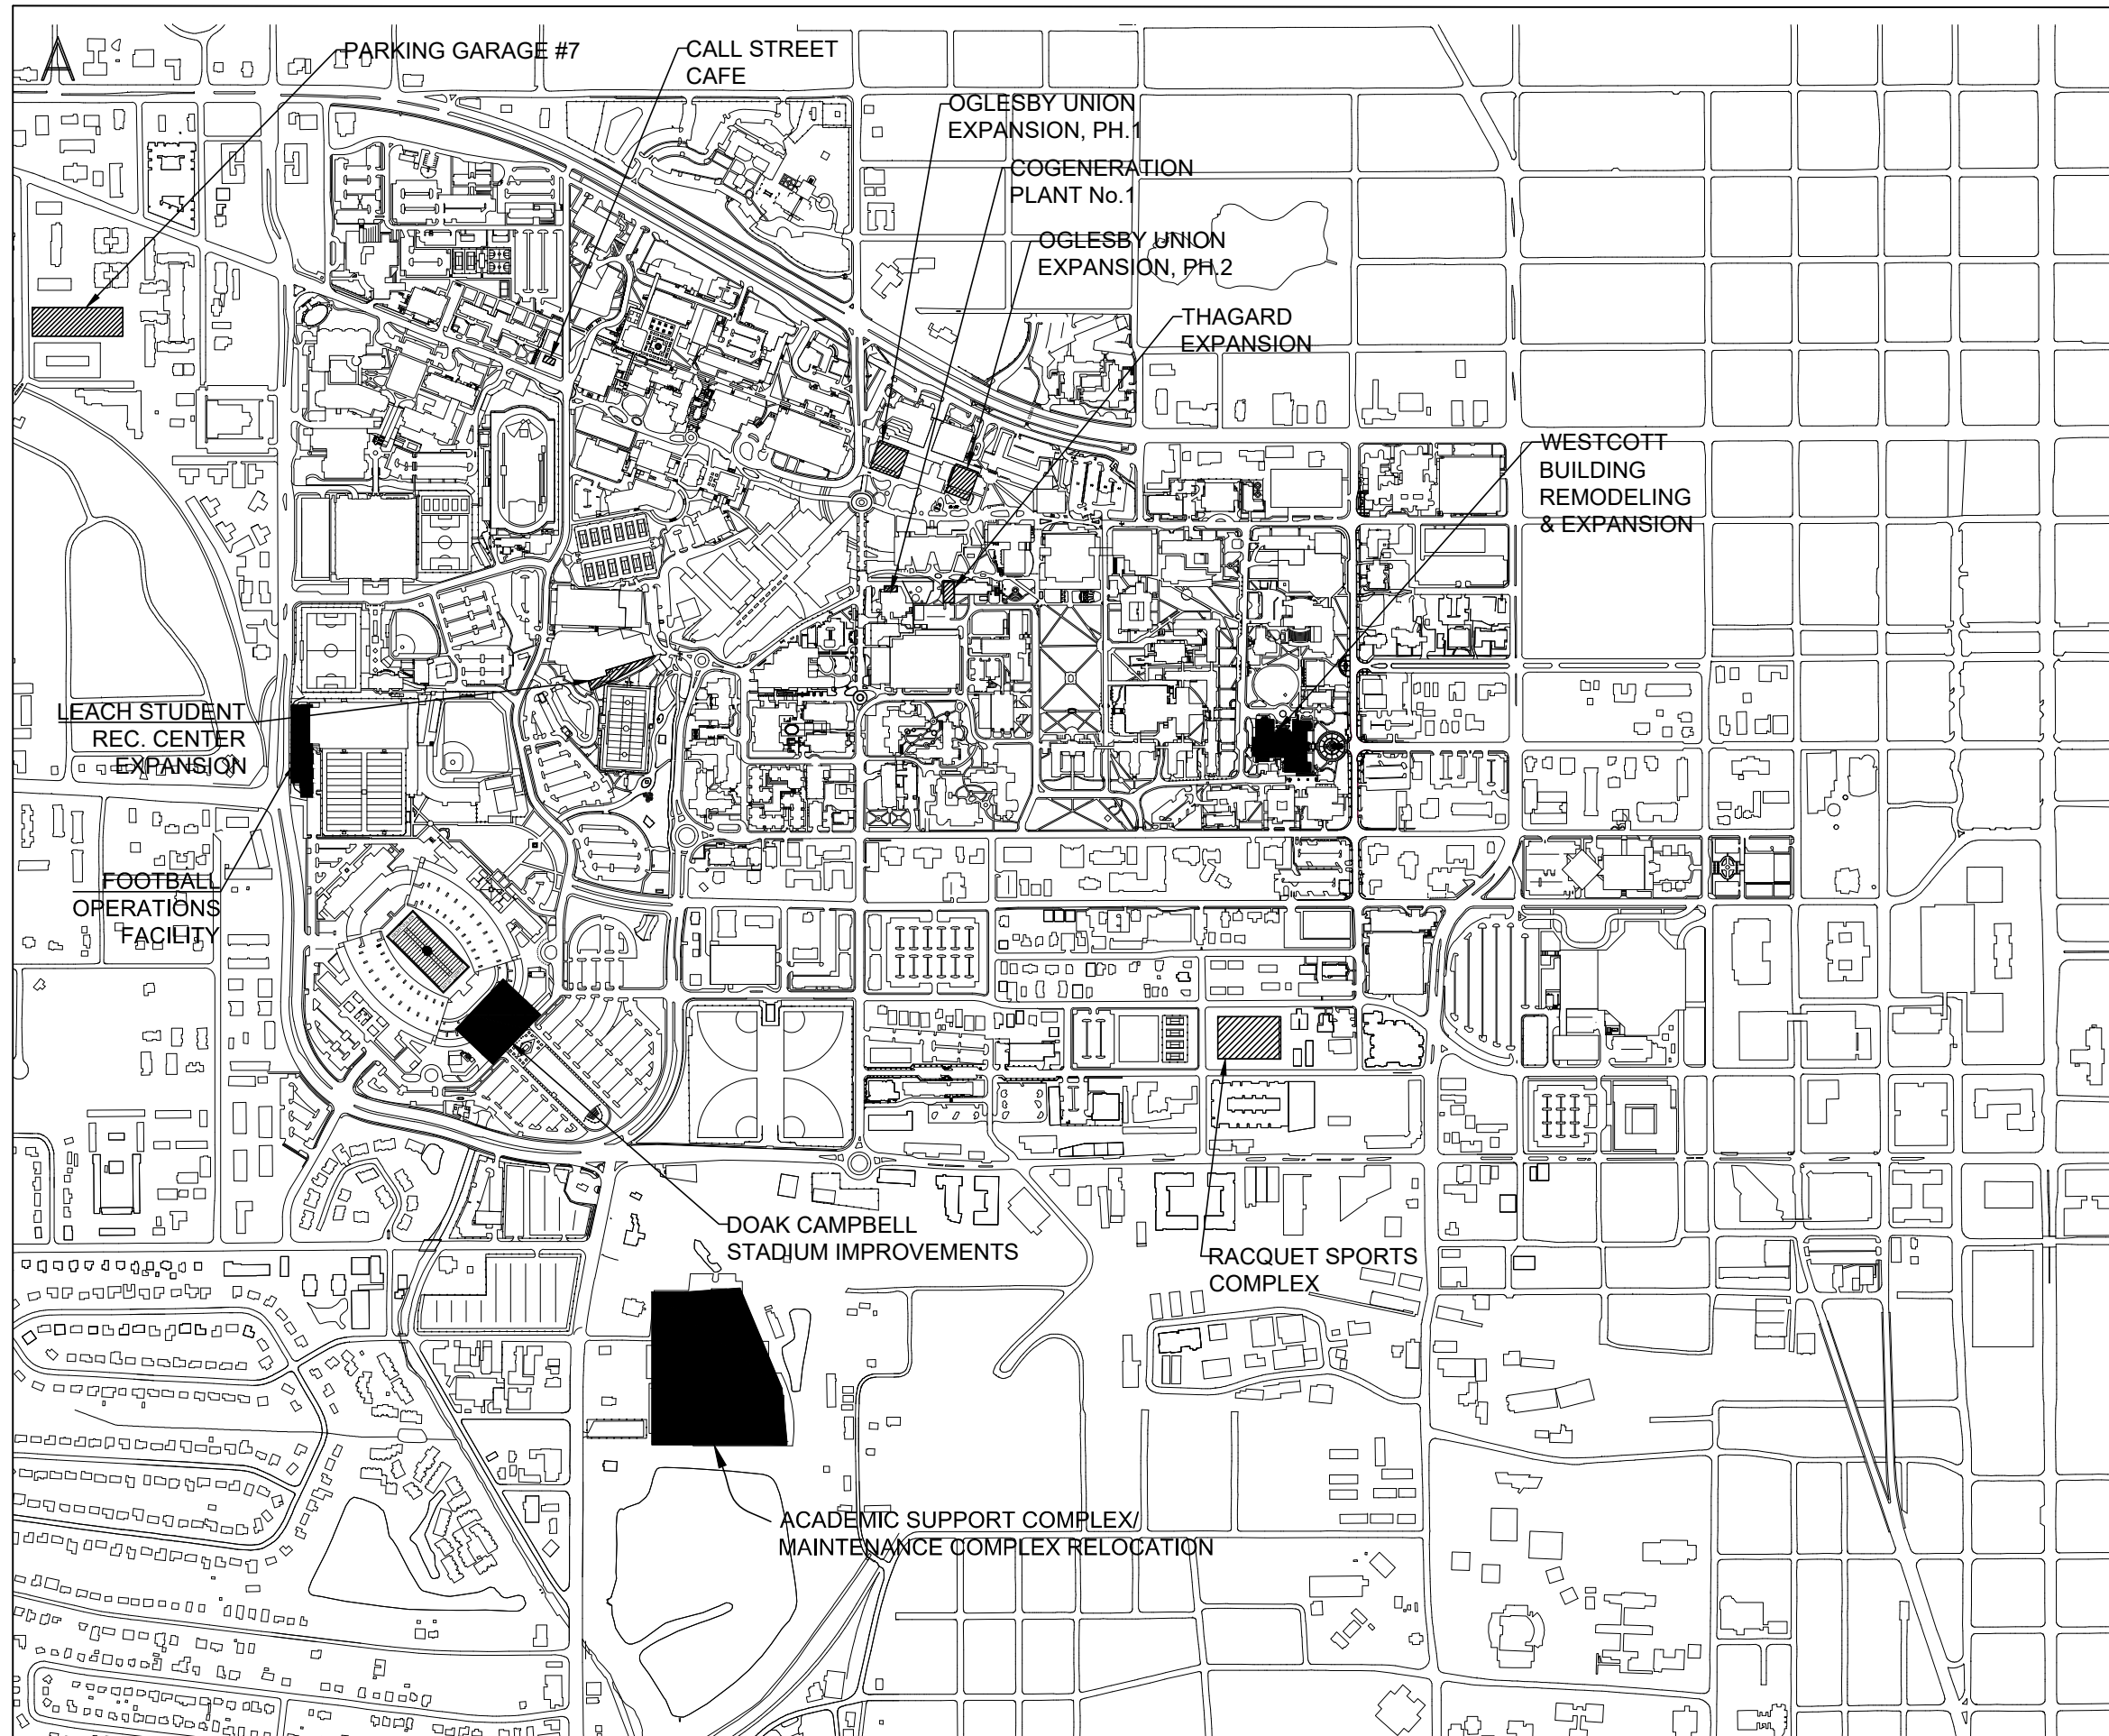 A
PARKING GARAGE #7
CALL STREET
CAFE
OGLESBY UNION
EXPANSION, PH.1
COGENERATION
PLANT No.1
OGLESBY UNION
EXPANSION, PH.2
THAGARD
EXPANSION
WESTCOTT
BUILDING
REMODELING
& EXPANSION
LEACH STUDENT
REC. CENTER
EXPANSION
FOOTBALL
OPERATIONS
FACILITY
DOAK CAMPBELL
STADIUM IMPROVEMENTS
RACQUET SPORTS
COMPLEX
ACADEMIC SUPPORT COMPLEX/
MAINTENANCE COMPLEX RELOCATION